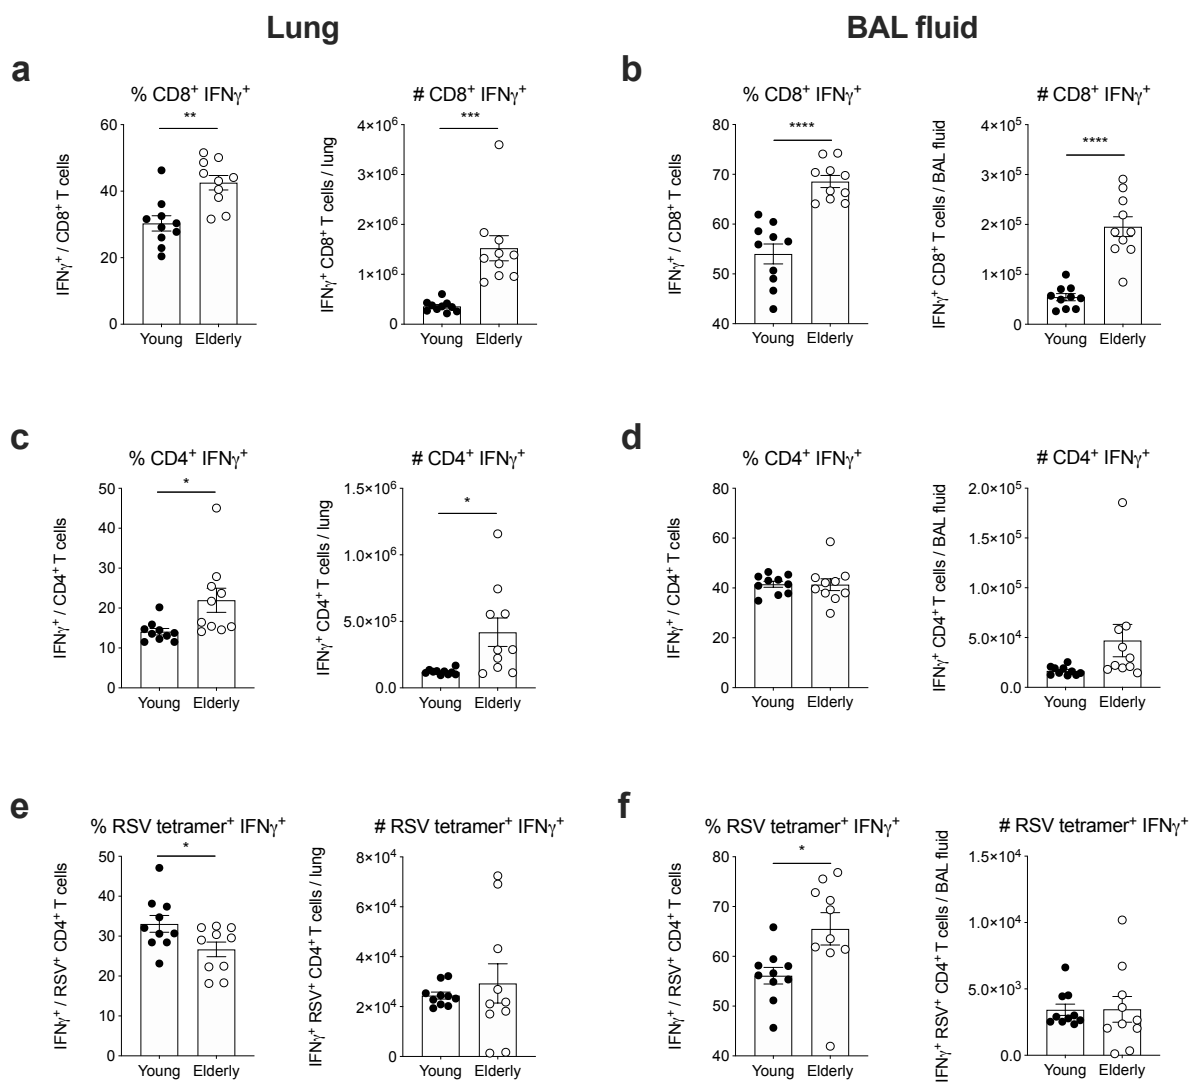 Lung
BAL fluid
a
% CD8⁺ IFNγ⁺
**
IFNγ⁺ / CD8⁺ T cells
60
40
20
0
Young Elderly
# CD8⁺ IFNγ⁺
***
IFNγ⁺ CD8⁺ T cells / lung
4×10⁶
3×10⁶
2×10⁶
1×10⁶
0
Young Elderly
b
% CD8⁺ IFNγ⁺
****
IFNγ⁺ / CD8⁺ T cells
80
70
60
50
40
Young Elderly
# CD8⁺ IFNγ⁺
****
IFNγ⁺ CD8⁺ T cells / BAL fluid
4×10⁵
3×10⁵
2×10⁵
1×10⁵
0
Young Elderly
c
% CD4⁺ IFNγ⁺
*
IFNγ⁺ / CD4⁺ T cells
50
40
30
20
10
0
Young Elderly
# CD4⁺ IFNγ⁺
*
IFNγ⁺ CD4⁺ T cells / lung
1.5×10⁶
1.0×10⁶
5.0×10⁵
0.0
Young Elderly
d
% CD4⁺ IFNγ⁺
IFNγ⁺ / CD4⁺ T cells
80
60
40
20
0
Young Elderly
# CD4⁺ IFNγ⁺
IFNγ⁺ CD4⁺ T cells / BAL fluid
2.0×10⁵
1.5×10⁵
1.0×10⁵
5.0×10⁴
0.0
Young Elderly
e
% RSV tetramer⁺ IFNγ⁺
*
IFNγ⁺ / RSV⁺ CD4⁺ T cells
50
40
30
20
10
0
Young Elderly
# RSV tetramer⁺ IFNγ⁺
IFNγ⁺ RSV⁺ CD4⁺ T cells / lung
8×10⁴
6×10⁴
4×10⁴
2×10⁴
0
Young Elderly
f
% RSV tetramer⁺ IFNγ⁺
*
IFNγ⁺ / RSV⁺ CD4⁺ T cells
80
70
60
50
40
Young Elderly
# RSV tetramer⁺ IFNγ⁺
IFNγ⁺ RSV⁺ CD4⁺ T cells / BAL fluid
1.5×10⁴
1.0×10⁴
5.0×10³
0.0
Young Elderly